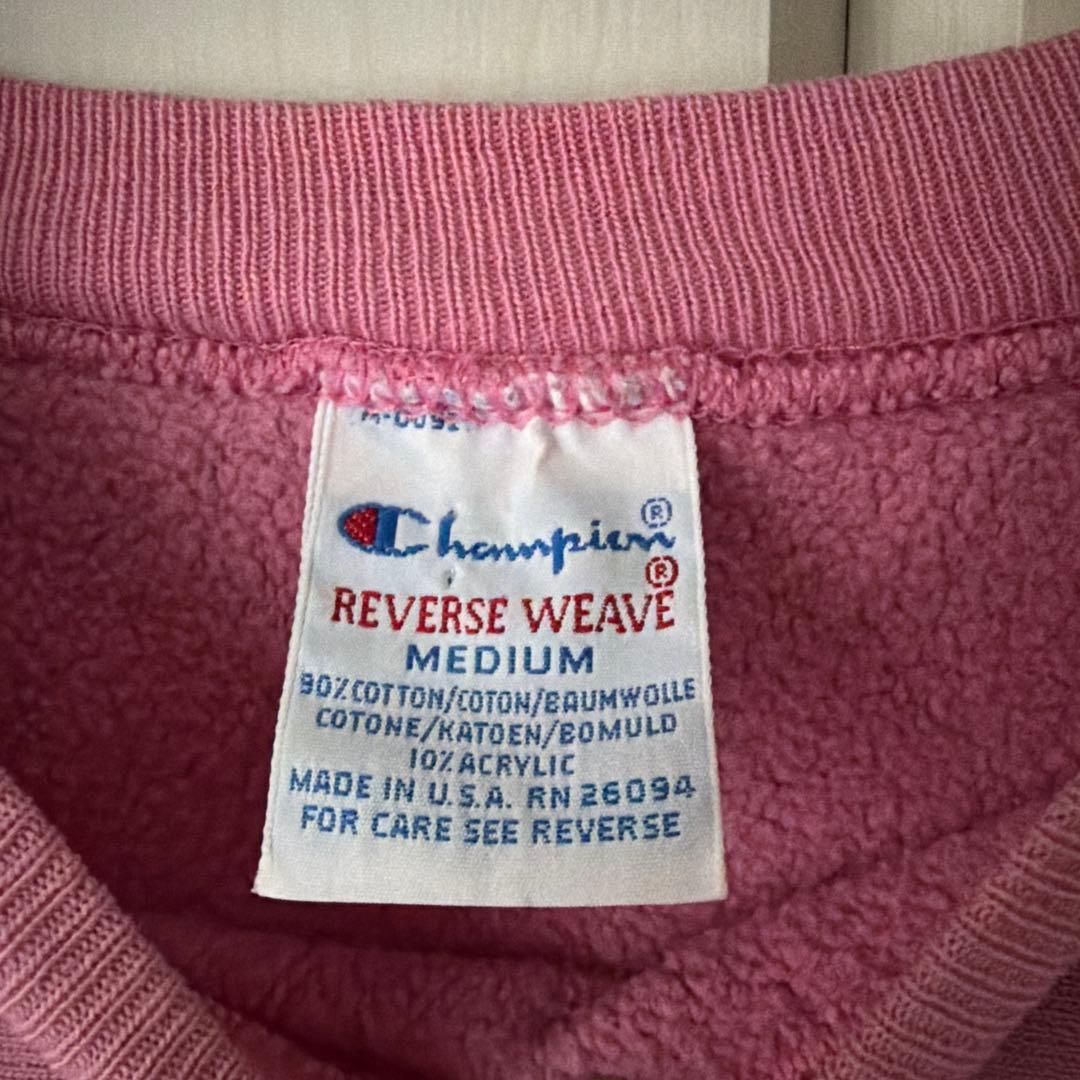 M-0092
Champion®
REVERSE WEAVE®
MEDIUM
90% COTTON/COTON/BAUMWOLLE
COTONE/KATOEN/BOMULD
10% ACRYLIC
MADE IN U.S.A. RN 26094
FOR CARE SEE REVERSE